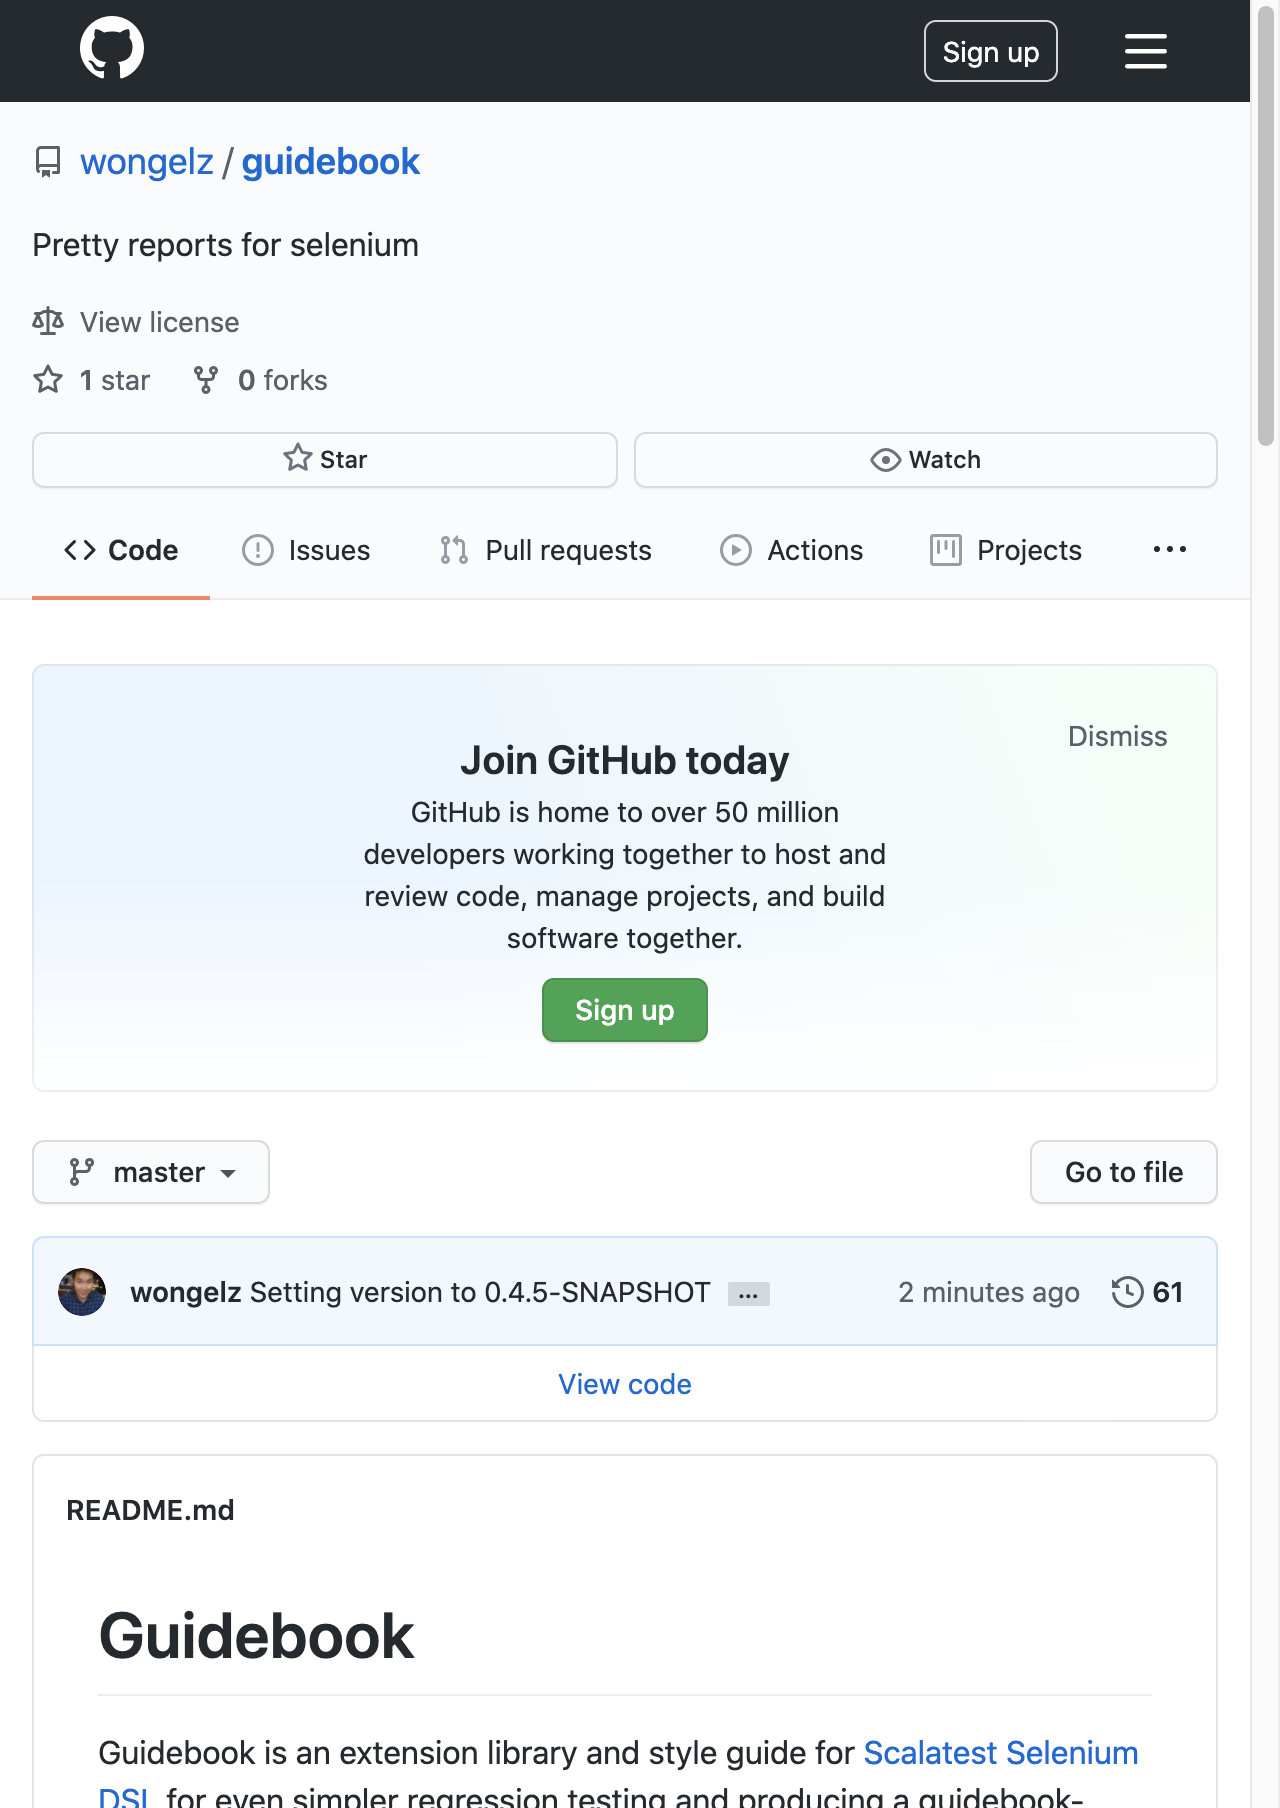 Sign up
wongelz / guidebook
Pretty reports for selenium
View license
1 star 0 forks
Star Watch
Code Issues Pull requests Actions Projects ...
Dismiss
Join GitHub today
GitHub is home to over 50 million
developers working together to host and
review code, manage projects, and build
software together.
Sign up
master Go to file
wongelz Setting version to 0.4.5-SNAPSHOT ... 2 minutes ago 61
View code
README.md
Guidebook
Guidebook is an extension library and style guide for Scalatest Selenium
DSL for even simpler regression testing and producing a guidebook-